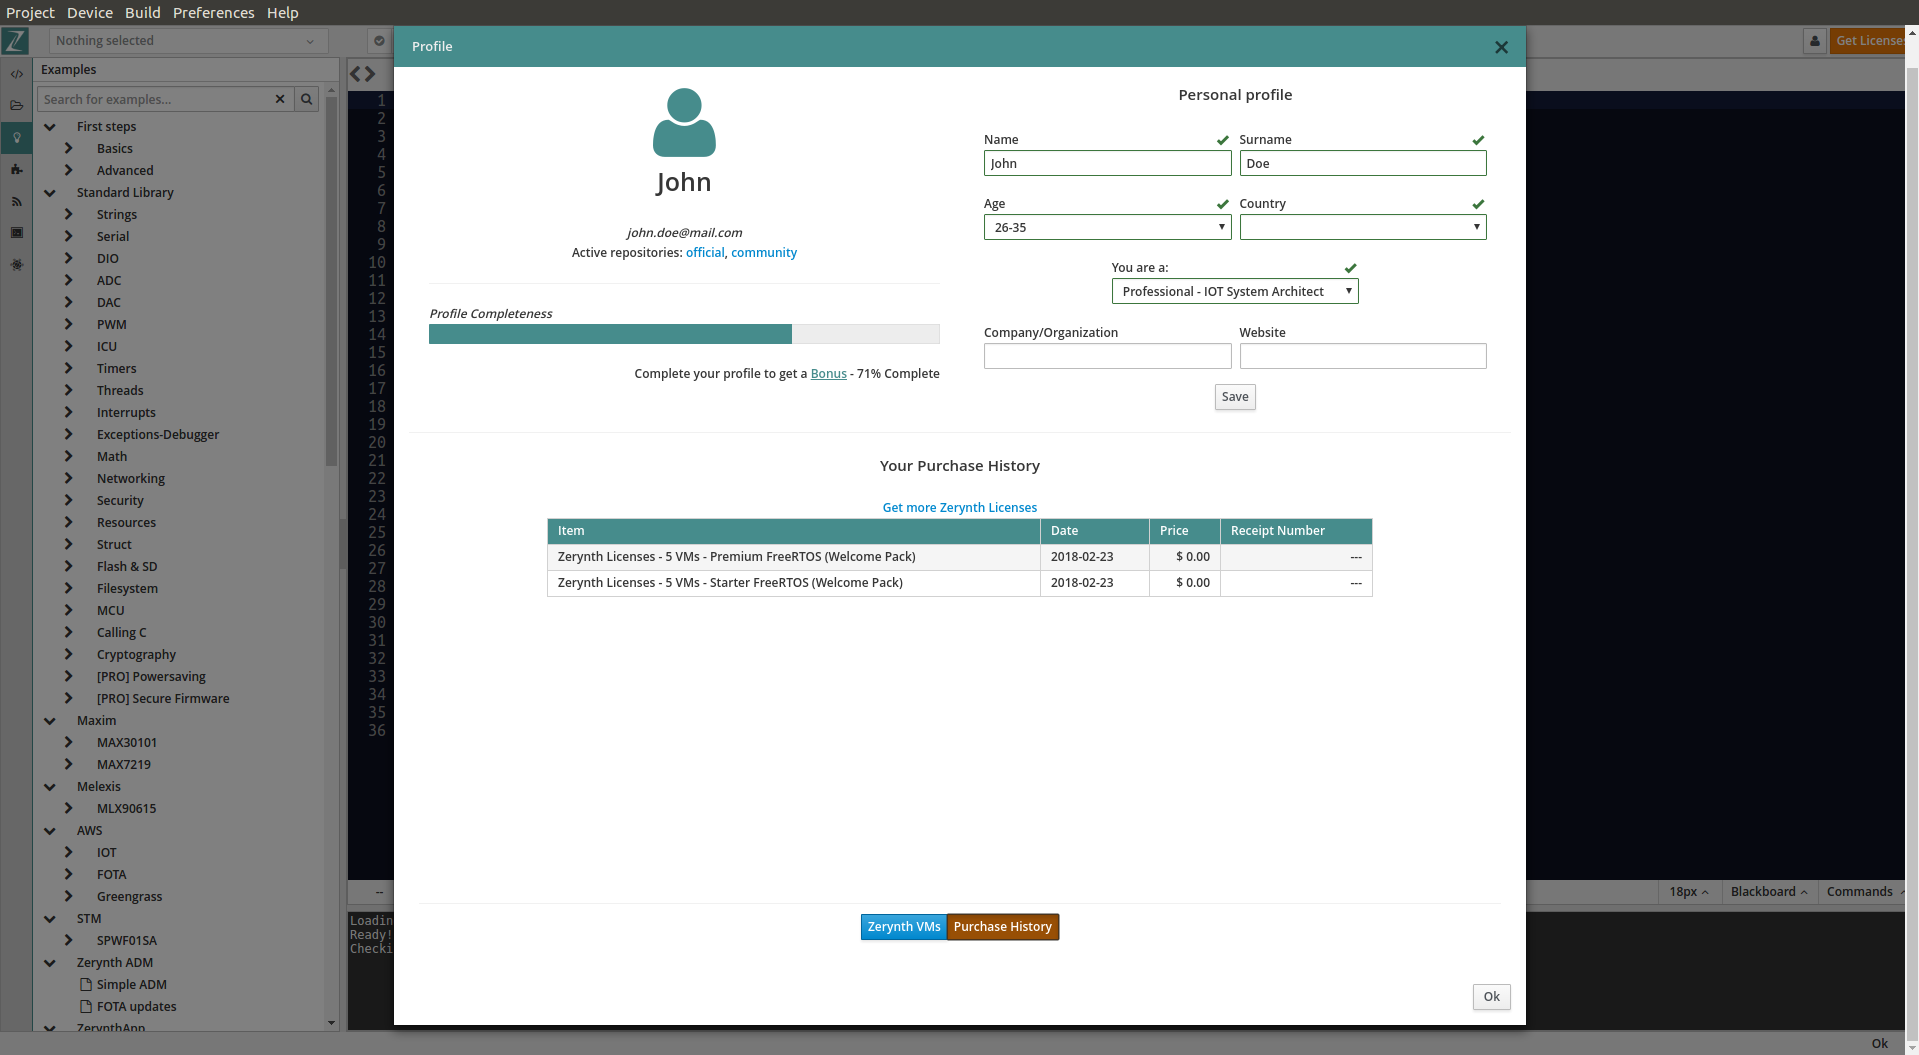 Project Device Build Preferences Help
Nothing selected
Get Licenses
Examples
Search for examples...
First steps
Basics
Advanced
Standard Library
Strings
Serial
DIO
ADC
DAC
PWM
ICU
Timers
Threads
Interrupts
Exceptions-Debugger
Math
Networking
Security
Resources
Struct
Flash & SD
Filesystem
MCU
Calling C
Cryptography
[PRO] Powersaving
[PRO] Secure Firmware
Maxim
MAX30101
MAX7219
Melexis
MLX90615
AWS
IOT
FOTA
Greengrass
STM
SPWF01SA
Zerynth ADM
Simple ADM
FOTA updates
ZerynthApp
1
2
3
4
5
6
7
8
9
10
11
12
13
14
15
16
17
18
19
20
21
22
23
24
25
26
27
28
29
30
31
32
33
34
35
36
Profile
John
john.doe@mail.com
Active repositories: official, community
Profile Completeness
Complete your profile to get a Bonus - 71% Complete
Personal profile
Name Surname
John Doe
Age Country
26-35
You are a:
Professional - IOT System Architect
Company/Organization Website
Save
Your Purchase History
Get more Zerynth Licenses
Item Date Price Receipt Number
Zerynth Licenses - 5 VMs - Premium FreeRTOS (Welcome Pack) 2018-02-23 $ 0.00 ---
Zerynth Licenses - 5 VMs - Starter FreeRTOS (Welcome Pack) 2018-02-23 $ 0.00 ---
Zerynth VMs Purchase History
Ok
-- 18px Blackboard Commands
Loadin
Ready!
Checki
Ok